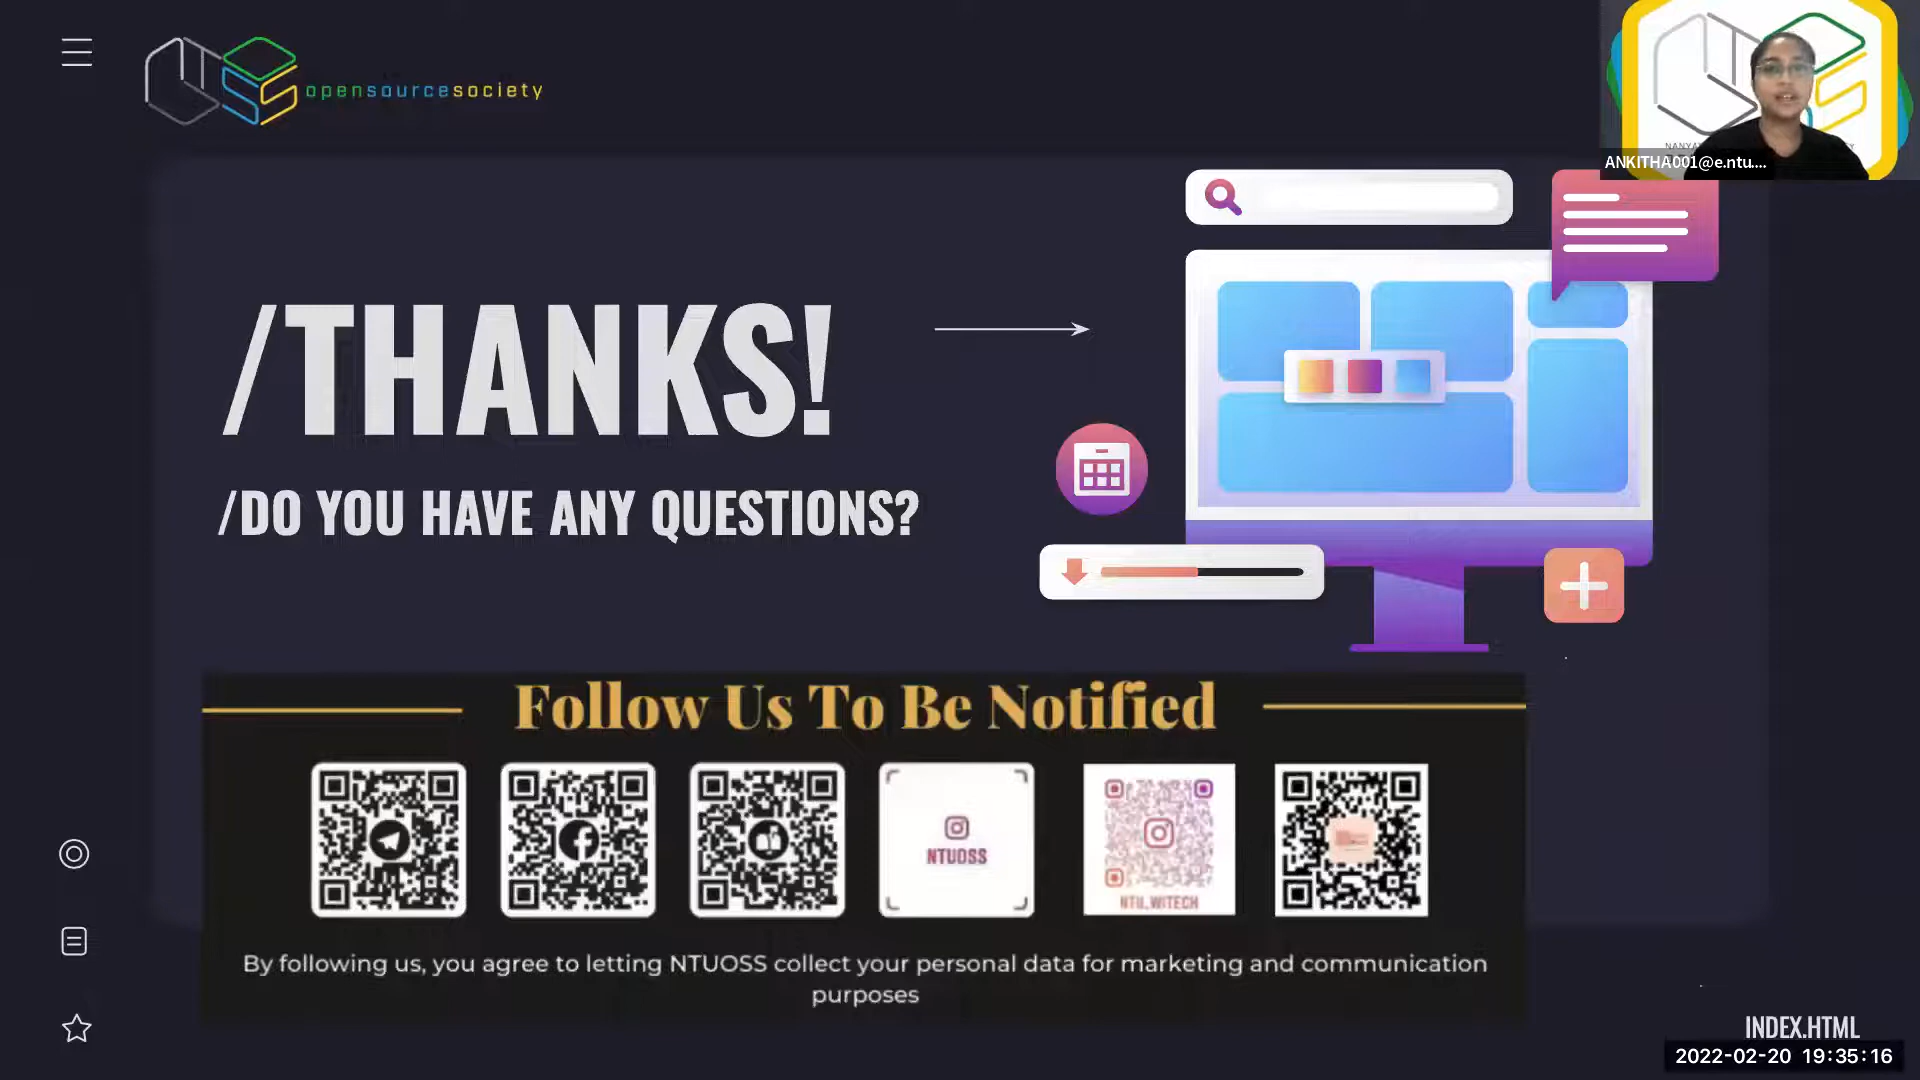 opensourcesociety
ANKITHA001@e.ntu....
/THANKS!
/DO YOU HAVE ANY QUESTIONS?
Follow Us To Be Notified
NTUOSS
NTU_WITECH
By following us, you agree to letting NTUOSS collect your personal data for marketing and communication
purposes
INDEX.HTML
2022-02-20 19:35:16